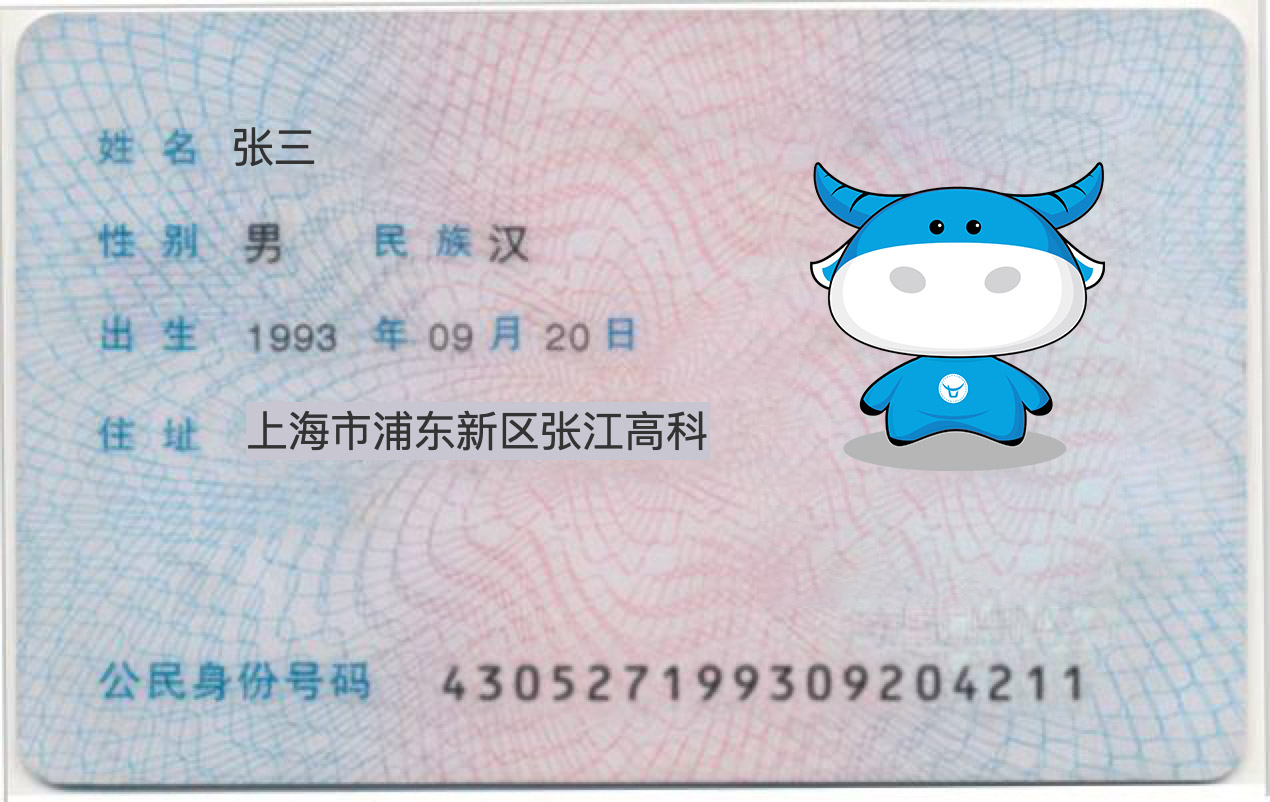 姓名 张三
性别 男 民族 汉
出生 1993 年 09 月 20 日
住址 上海市浦东新区张江高科
公民身份号码 430527199309204211